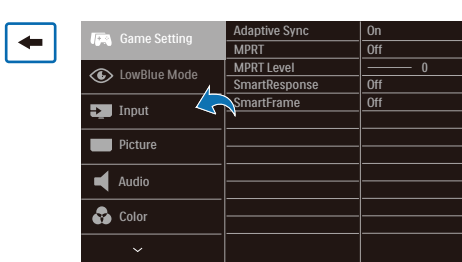 Game Setting
LowBlue Mode
Input
Picture
Audio
Color
Adaptive Sync On
MPRT Off
MPRT Level 0
SmartResponse Off
SmartFrame Off